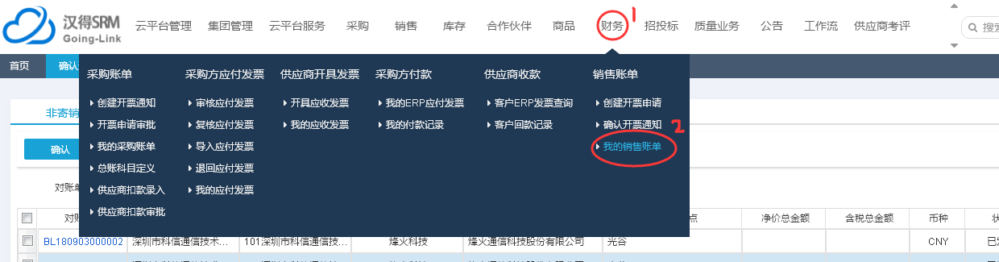 汉得SRM
Going-Link
云平台管理 集团管理 云平台服务 采购 销售 库存 合作伙伴 商品 财务 招投标 质量业务 公告 工作流 供应商考评 搜索
1
首页 确认
采购账单 采购方应付发票 供应商开具发票 采购方付款 供应商收款 销售账单
创建开票通知 审核应付发票 开具应收发票 我的ERP应付发票 客户ERP发票查询 创建开票申请
非寄销
开票申请审批 复核应付发票 我的应收发票 我的付款记录 客户回款记录 确认开票通知 2
确认 我的采购账单 导入应付发票 我的销售账单
总账科目定义 退回应付发票
对账单 供应商扣款录入 我的应付发票
供应商扣款审批
对账 点 净价总金额 含税总金额 币种 状
BL180903000002 深圳市科信通信技术... 101深圳市科信通信技... 烽火科技 烽火通信科技股份有限公司 光谷 CNY 已发